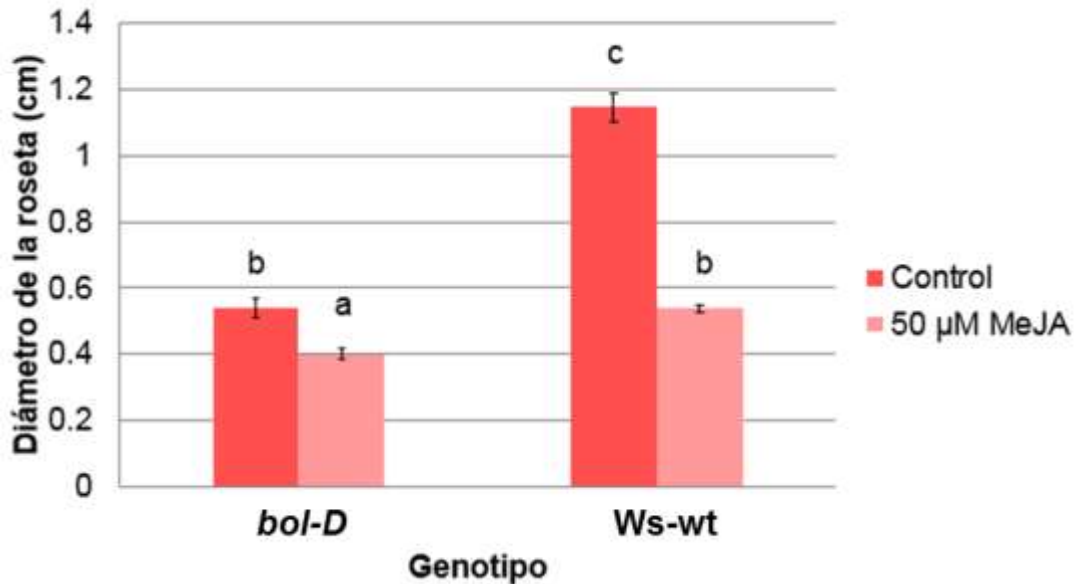 Diámetro de la roseta (cm)
1.4
1.2
1
0.8
0.6
0.4
0.2
0
b
a
c
b
bol-D
Ws-wt
Genotipo
Control
50 µM MeJA